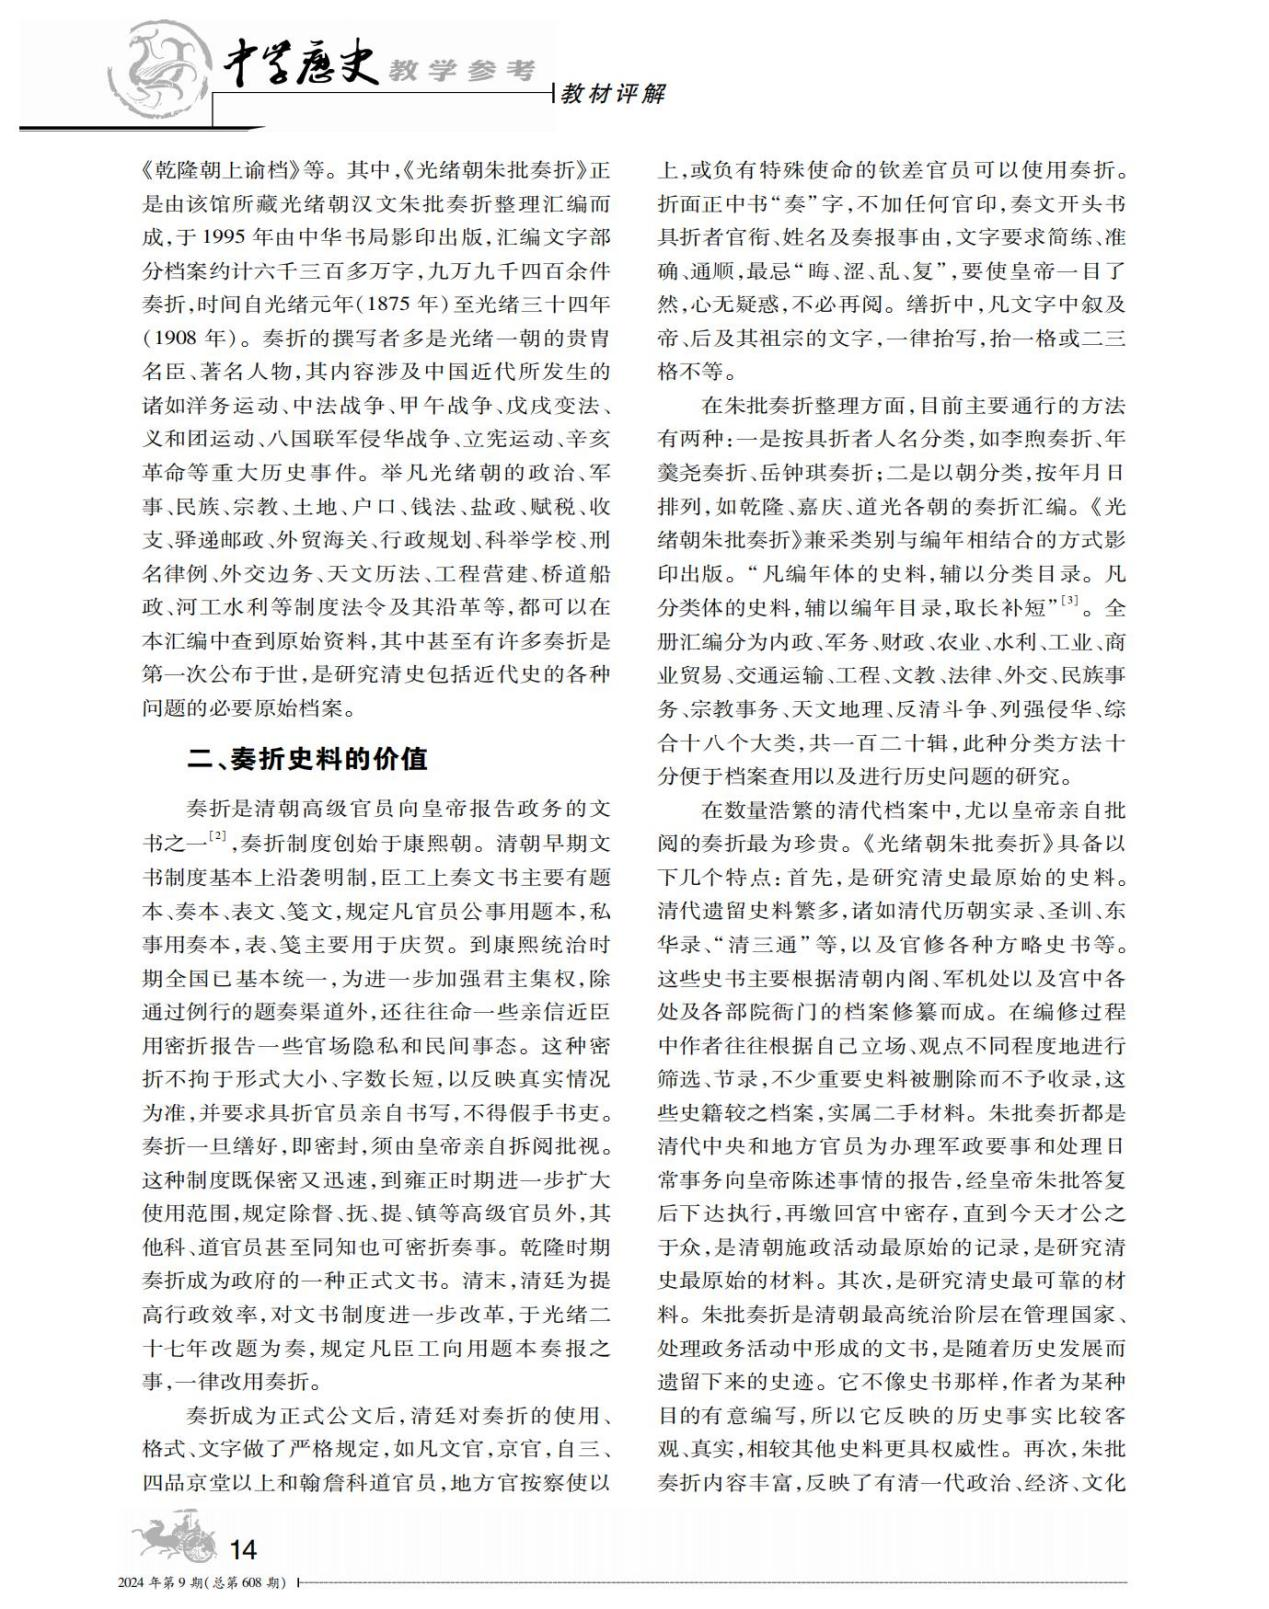 中学历史教学参考
教材评解
《乾隆朝上谕档》等。其中,《光绪朝朱批奏折》正
是由该馆所藏光绪朝汉文朱批奏折整理汇编而
成,于1995年由中华书局影印出版,汇编文字部
分档案约计六千三百多万字,九万九千四百余件
奏折,时间自光绪元年(1875年)至光绪三十四年
(1908年)。奏折的撰写者多是光绪一朝的贵胄
名臣、著名人物,其内容涉及中国近代所发生的
诸如洋务运动、中法战争、甲午战争、戊戌变法、
义和团运动、八国联军侵华战争、立宪运动、辛亥
革命等重大历史事件。举凡光绪朝的政治、军
事、民族、宗教、土地、户口、钱法、盐政、赋税、收
支、驿递邮政、外贸海关、行政规划、科举学校、刑
名律例、外交边务、天文历法、工程营建、桥道船
政、河工水利等制度法令及其沿革等,都可以在
本汇编中查到原始资料,其中甚至有许多奏折是
第一次公布于世,是研究清史包括近代史的各种
问题的必要原始档案。
二、奏折史料的价值
奏折是清朝高级官员向皇帝报告政务的文
书之一[2],奏折制度创始于康熙朝。清朝早期文
书制度基本上沿袭明制,臣工上奏文书主要有题
本、奏本、表文、笺文,规定凡官员公事用题本,私
事用奏本,表、笺主要用于庆贺。到康熙统治时
期全国已基本统一,为进一步加强君主集权,除
通过例行的题奏渠道外,还往往命一些亲信近臣
用密折报告一些官场隐私和民间事态。这种密
折不拘于形式大小、字数长短,以反映真实情况
为准,并要求具折官员亲自书写,不得假手书吏。
奏折一旦缮好,即密封,须由皇帝亲自拆阅批视。
这种制度既保密又迅速,到雍正时期进一步扩大
使用范围,规定除督、抚、提、镇等高级官员外,其
他科、道官员甚至同知也可密折奏事。乾隆时期
奏折成为政府的一种正式文书。清末,清廷为提
高行政效率,对文书制度进一步改革,于光绪二
十七年改题为奏,规定凡臣工向用题本奏报之
事,一律改用奏折。
奏折成为正式公文后,清廷对奏折的使用、
格式、文字做了严格规定,如凡文官,京官,自三、
四品京堂以上和翰詹科道官员,地方官按察使以
上,或负有特殊使命的钦差官员可以使用奏折。
折面正中书“奏”字,不加任何官印,奏文开头书
具折者官衔、姓名及奏报事由,文字要求简练、准
确、通顺,最忌“晦、涩、乱、复”,要使皇帝一目了
然,心无疑惑,不必再阅。缮折中,凡文字中叙及
帝、后及其祖宗的文字,一律抬写,抬一格或二三
格不等。
在朱批奏折整理方面,目前主要通行的方法
有两种:一是按具折者人名分类,如李煦奏折、年
羹尧奏折、岳钟琪奏折;二是以朝分类,按年月日
排列,如乾隆、嘉庆、道光各朝的奏折汇编。《光
绪朝朱批奏折》兼采类别与编年相结合的方式影
印出版。“凡编年体的史料,辅以分类目录。凡
分类体的史料,辅以编年目录,取长补短”[3]。全
册汇编分为内政、军务、财政、农业、水利、工业、商
业贸易、交通运输、工程、文教、法律、外交、民族事
务、宗教事务、天文地理、反清斗争、列强侵华、综
合十八个大类,共一百二十辑,此种分类方法十
分便于档案查用以及进行历史问题的研究。
在数量浩繁的清代档案中,尤以皇帝亲自批
阅的奏折最为珍贵。《光绪朝朱批奏折》具备以
下几个特点:首先,是研究清史最原始的史料。
清代遗留史料繁多,诸如清代历朝实录、圣训、东
华录、“清三通”等,以及官修各种方略史书等。
这些史书主要根据清朝内阁、军机处以及宫中各
处及各部院衙门的档案修纂而成。在编修过程
中作者往往根据自己立场、观点不同程度地进行
筛选、节录,不少重要史料被删除而不予收录,这
些史籍较之档案,实属二手材料。朱批奏折都是
清代中央和地方官员为办理军政要事和处理日
常事务向皇帝陈述事情的报告,经皇帝朱批答复
后下达执行,再缴回宫中密存,直到今天才公之
于众,是清朝施政活动最原始的记录,是研究清
史最原始的材料。其次,是研究清史最可靠的材
料。朱批奏折是清朝最高统治阶层在管理国家、
处理政务活动中形成的文书,是随着历史发展而
遗留下来的史迹。它不像史书那样,作者为某种
目的有意编写,所以它反映的历史事实比较客
观、真实,相较其他史料更具权威性。再次,朱批
奏折内容丰富,反映了有清一代政治、经济、文化
14
2024年第9期(总第608期)